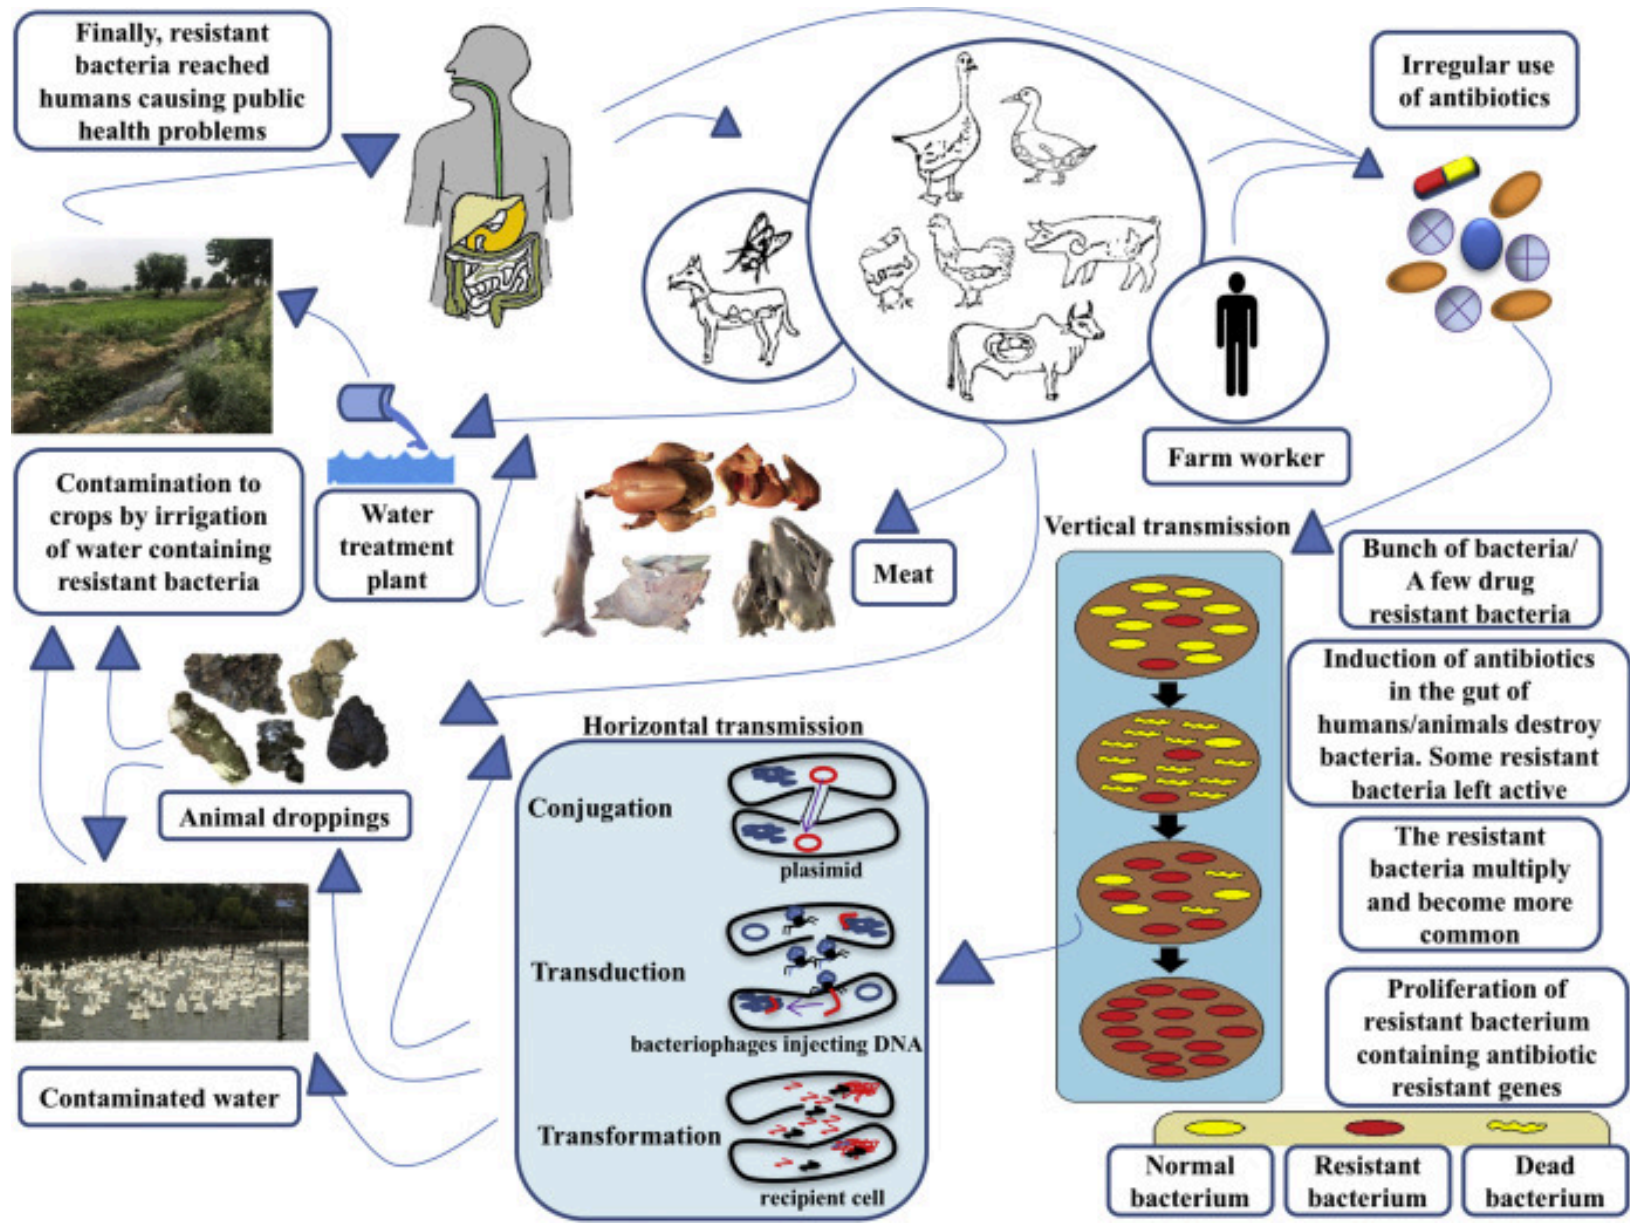 Finally, resistant
bacteria reached
humans causing public
health problems
Irregular use
of antibiotics
Farm worker
Contamination to
crops by irrigation
of water containing
resistant bacteria
Water
treatment
plant
Meat
Vertical transmission
Bunch of bacteria/
A few drug
resistant bacteria
Induction of antibiotics
in the gut of
humans/animals destroy
bacteria. Some resistant
bacteria left active
The resistant
bacteria multiply
and become more
common
Proliferation of
resistant bacterium
containing antibiotic
resistant genes
Animal droppings
Horizontal transmission
Conjugation
plasimid
Transduction
bacteriophages injecting DNA
Transformation
recipient cell
Contaminated water
Normal
bacterium
Resistant
bacterium
Dead
bacterium